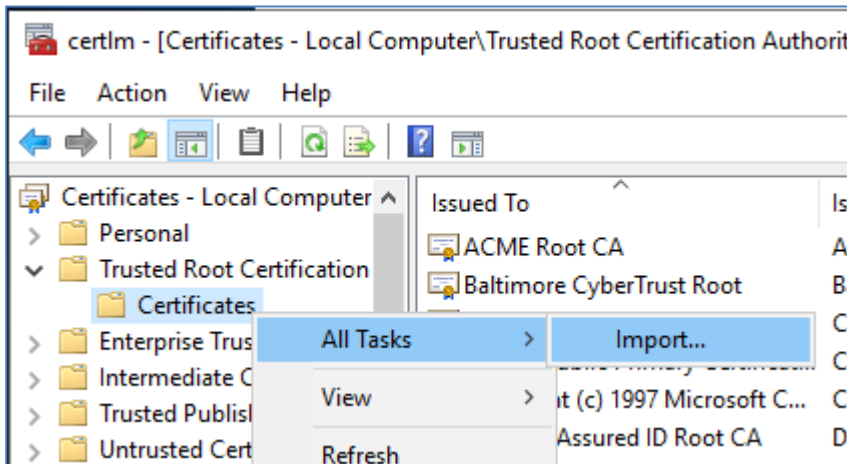 certlm - [Certificates - Local Computer\Trusted Root Certification Authorit
File Action View Help
Certificates - Local Computer
Personal
Trusted Root Certification
Certificates
Enterprise Trus
Intermediate C
Trusted Publisl
Untrusted Cert
Issued To
Is
ACME Root CA
A
Baltimore CyberTrust Root
B
C
C
t (c) 1997 Microsoft C...
C
Assured ID Root CA
D
All Tasks
View
Refresh
Import...